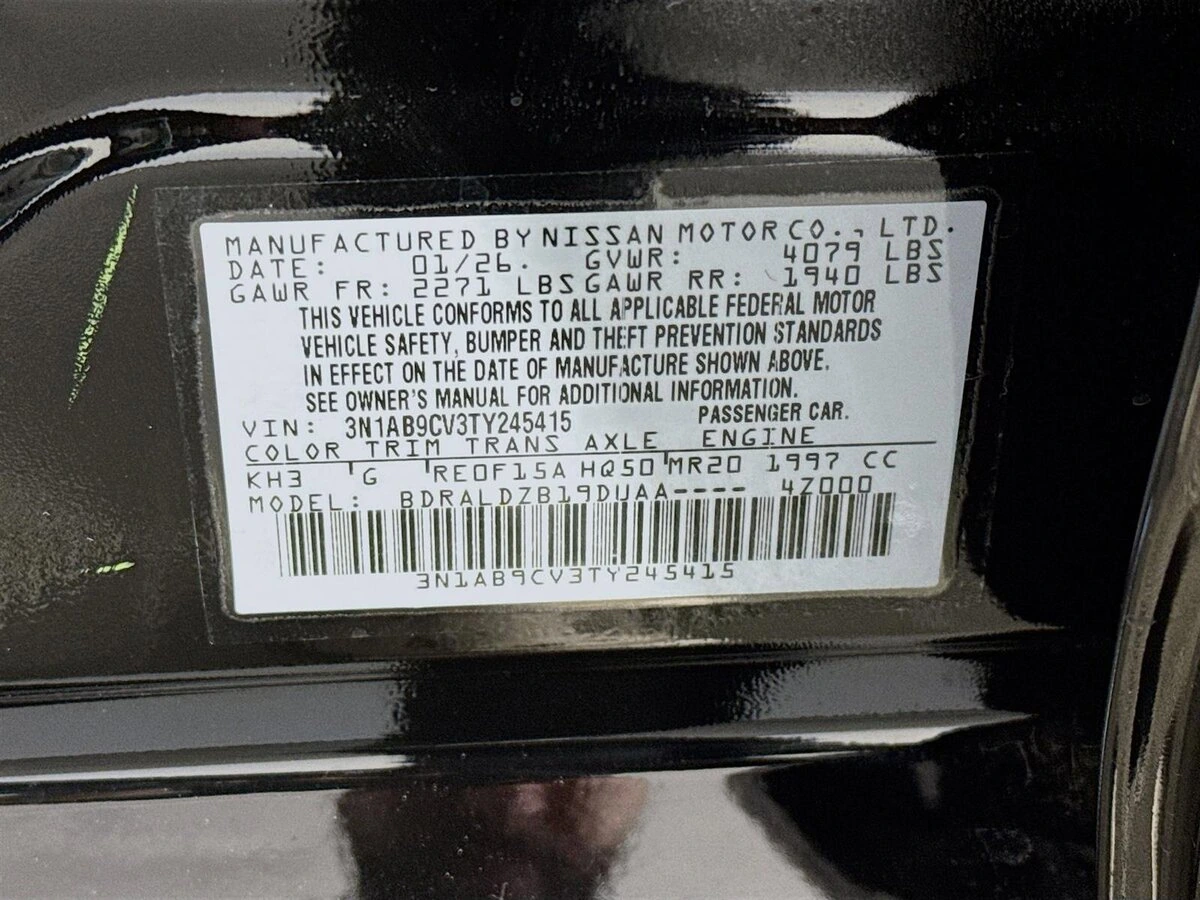 MANUFACTURED BY NISSAN MOTOR CO., LTD.
DATE: 01/26. GVWR: 4079 LBS
GAWR FR: 2271 LBS GAWR RR: 1940 LBS
THIS VEHICLE CONFORMS TO ALL APPLICABLE FEDERAL MOTOR
VEHICLE SAFETY, BUMPER AND THEFT PREVENTION STANDARDS
IN EFFECT ON THE DATE OF MANUFACTURE SHOWN ABOVE.
SEE OWNER'S MANUAL FOR ADDITIONAL INFORMATION.
VIN: 3N1AB9CV3TY245415 PASSENGER CAR.
COLOR TRIM TRANS AXLE ENGINE
KH3 G RE0F15A HQ50 MR20 1997 CC
MODEL: BDRALDZB19DUAA---- 4Z000
3N1AB9CV3TY245415